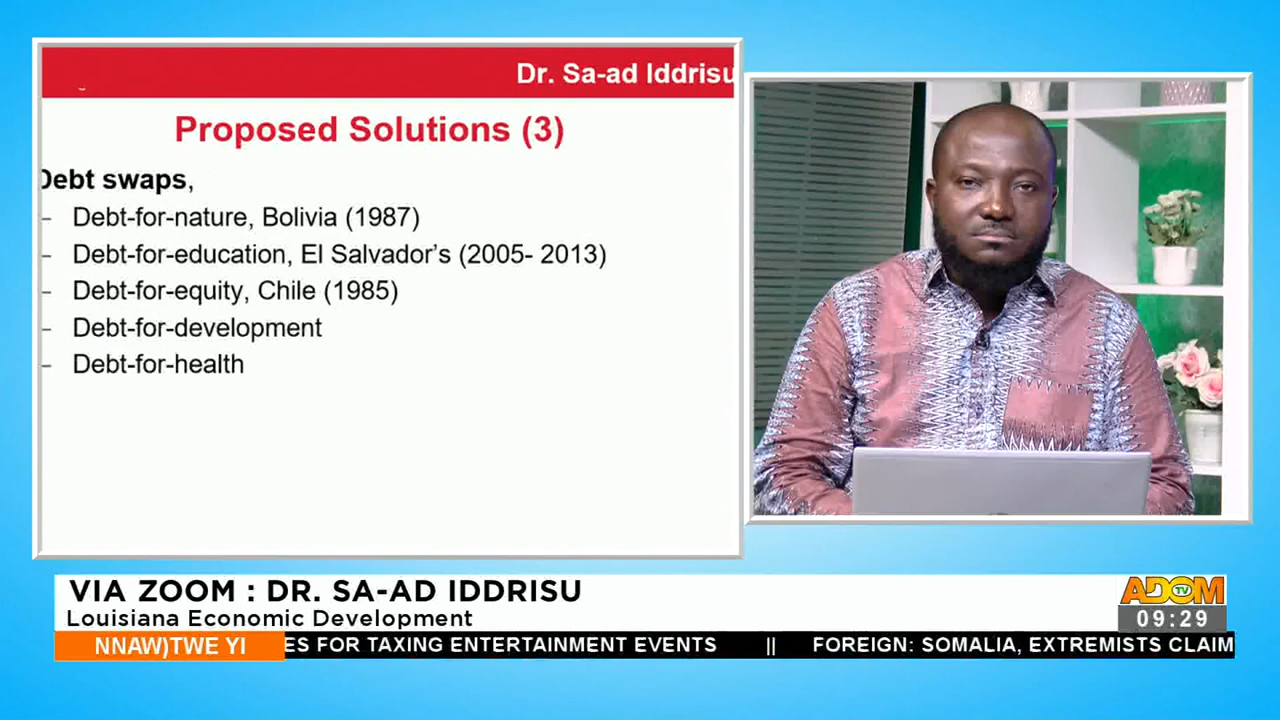 Dr. Sa-ad Iddrisu
Proposed Solutions (3)
Debt swaps,
– Debt-for-nature, Bolivia (1987)
– Debt-for-education, El Salvador’s (2005- 2013)
– Debt-for-equity, Chile (1985)
– Debt-for-development
– Debt-for-health
VIA ZOOM : DR. SA-AD IDDRISU
Louisiana Economic Development
ADOM TV
09:29
NNAW)TWE YI
ES FOR TAXING ENTERTAINMENT EVENTS || FOREIGN: SOMALIA, EXTREMISTS CLAIM